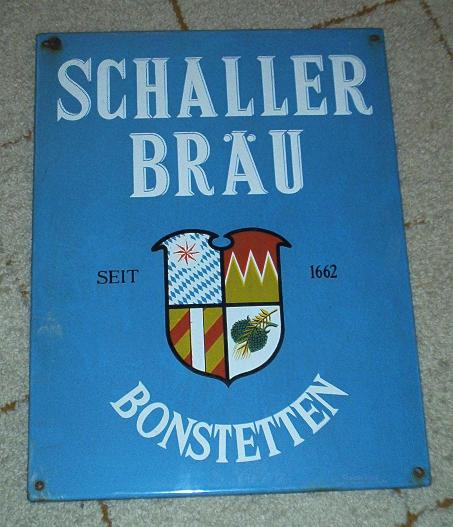 SCHALLER
BRÄU
SEIT 1662
BONSTETTEN